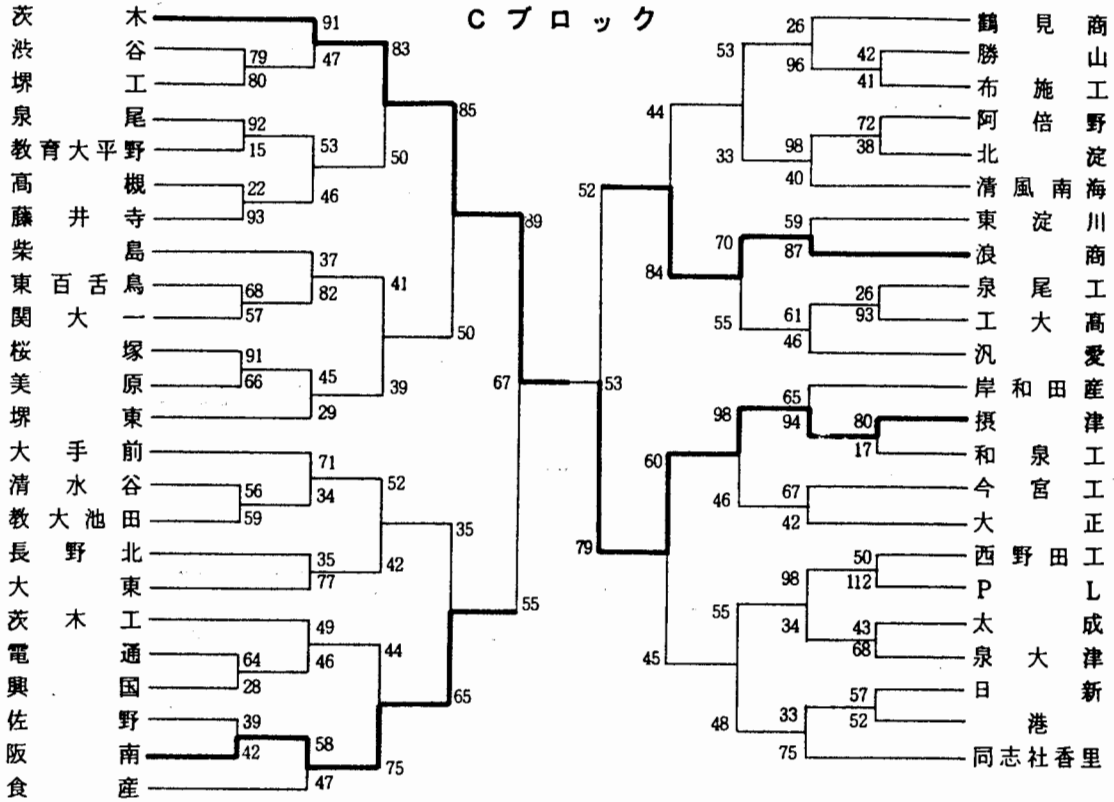 Cブロック
茨木
渋谷
堺工
泉尾
教育大平野
高槻
藤井寺
柴島
東百舌鳥
関大一
桜塚
美原
堺東
大手前
清水谷
教大池田
長野北
大東
茨木工
電通
興国
佐野
阪南
食産
91
79
47
80
83
92
15
53
50
22
46
93
85
37
68
82
57
41
50
91
66
45
29
39
89
67
71
56
34
59
52
35
77
42
35
49
64
46
28
44
39
42
58
47
75
65
55
53
52
79
44
84
53
33
26
96
42
41
98
40
72
38
70
55
59
87
61
46
26
93
60
45
98
46
65
94
80
17
67
42
55
48
98
34
50
112
43
68
33
75
57
52
鶴見商
勝山
布施工
阿倍野
北淀
清風南海
東淀川
浪商
泉尾工
工大高
汎愛
岸和田産
摂津
和泉工
今宮工
大正
西野田工
PL
太成
泉大津
日新
港
同志社香里